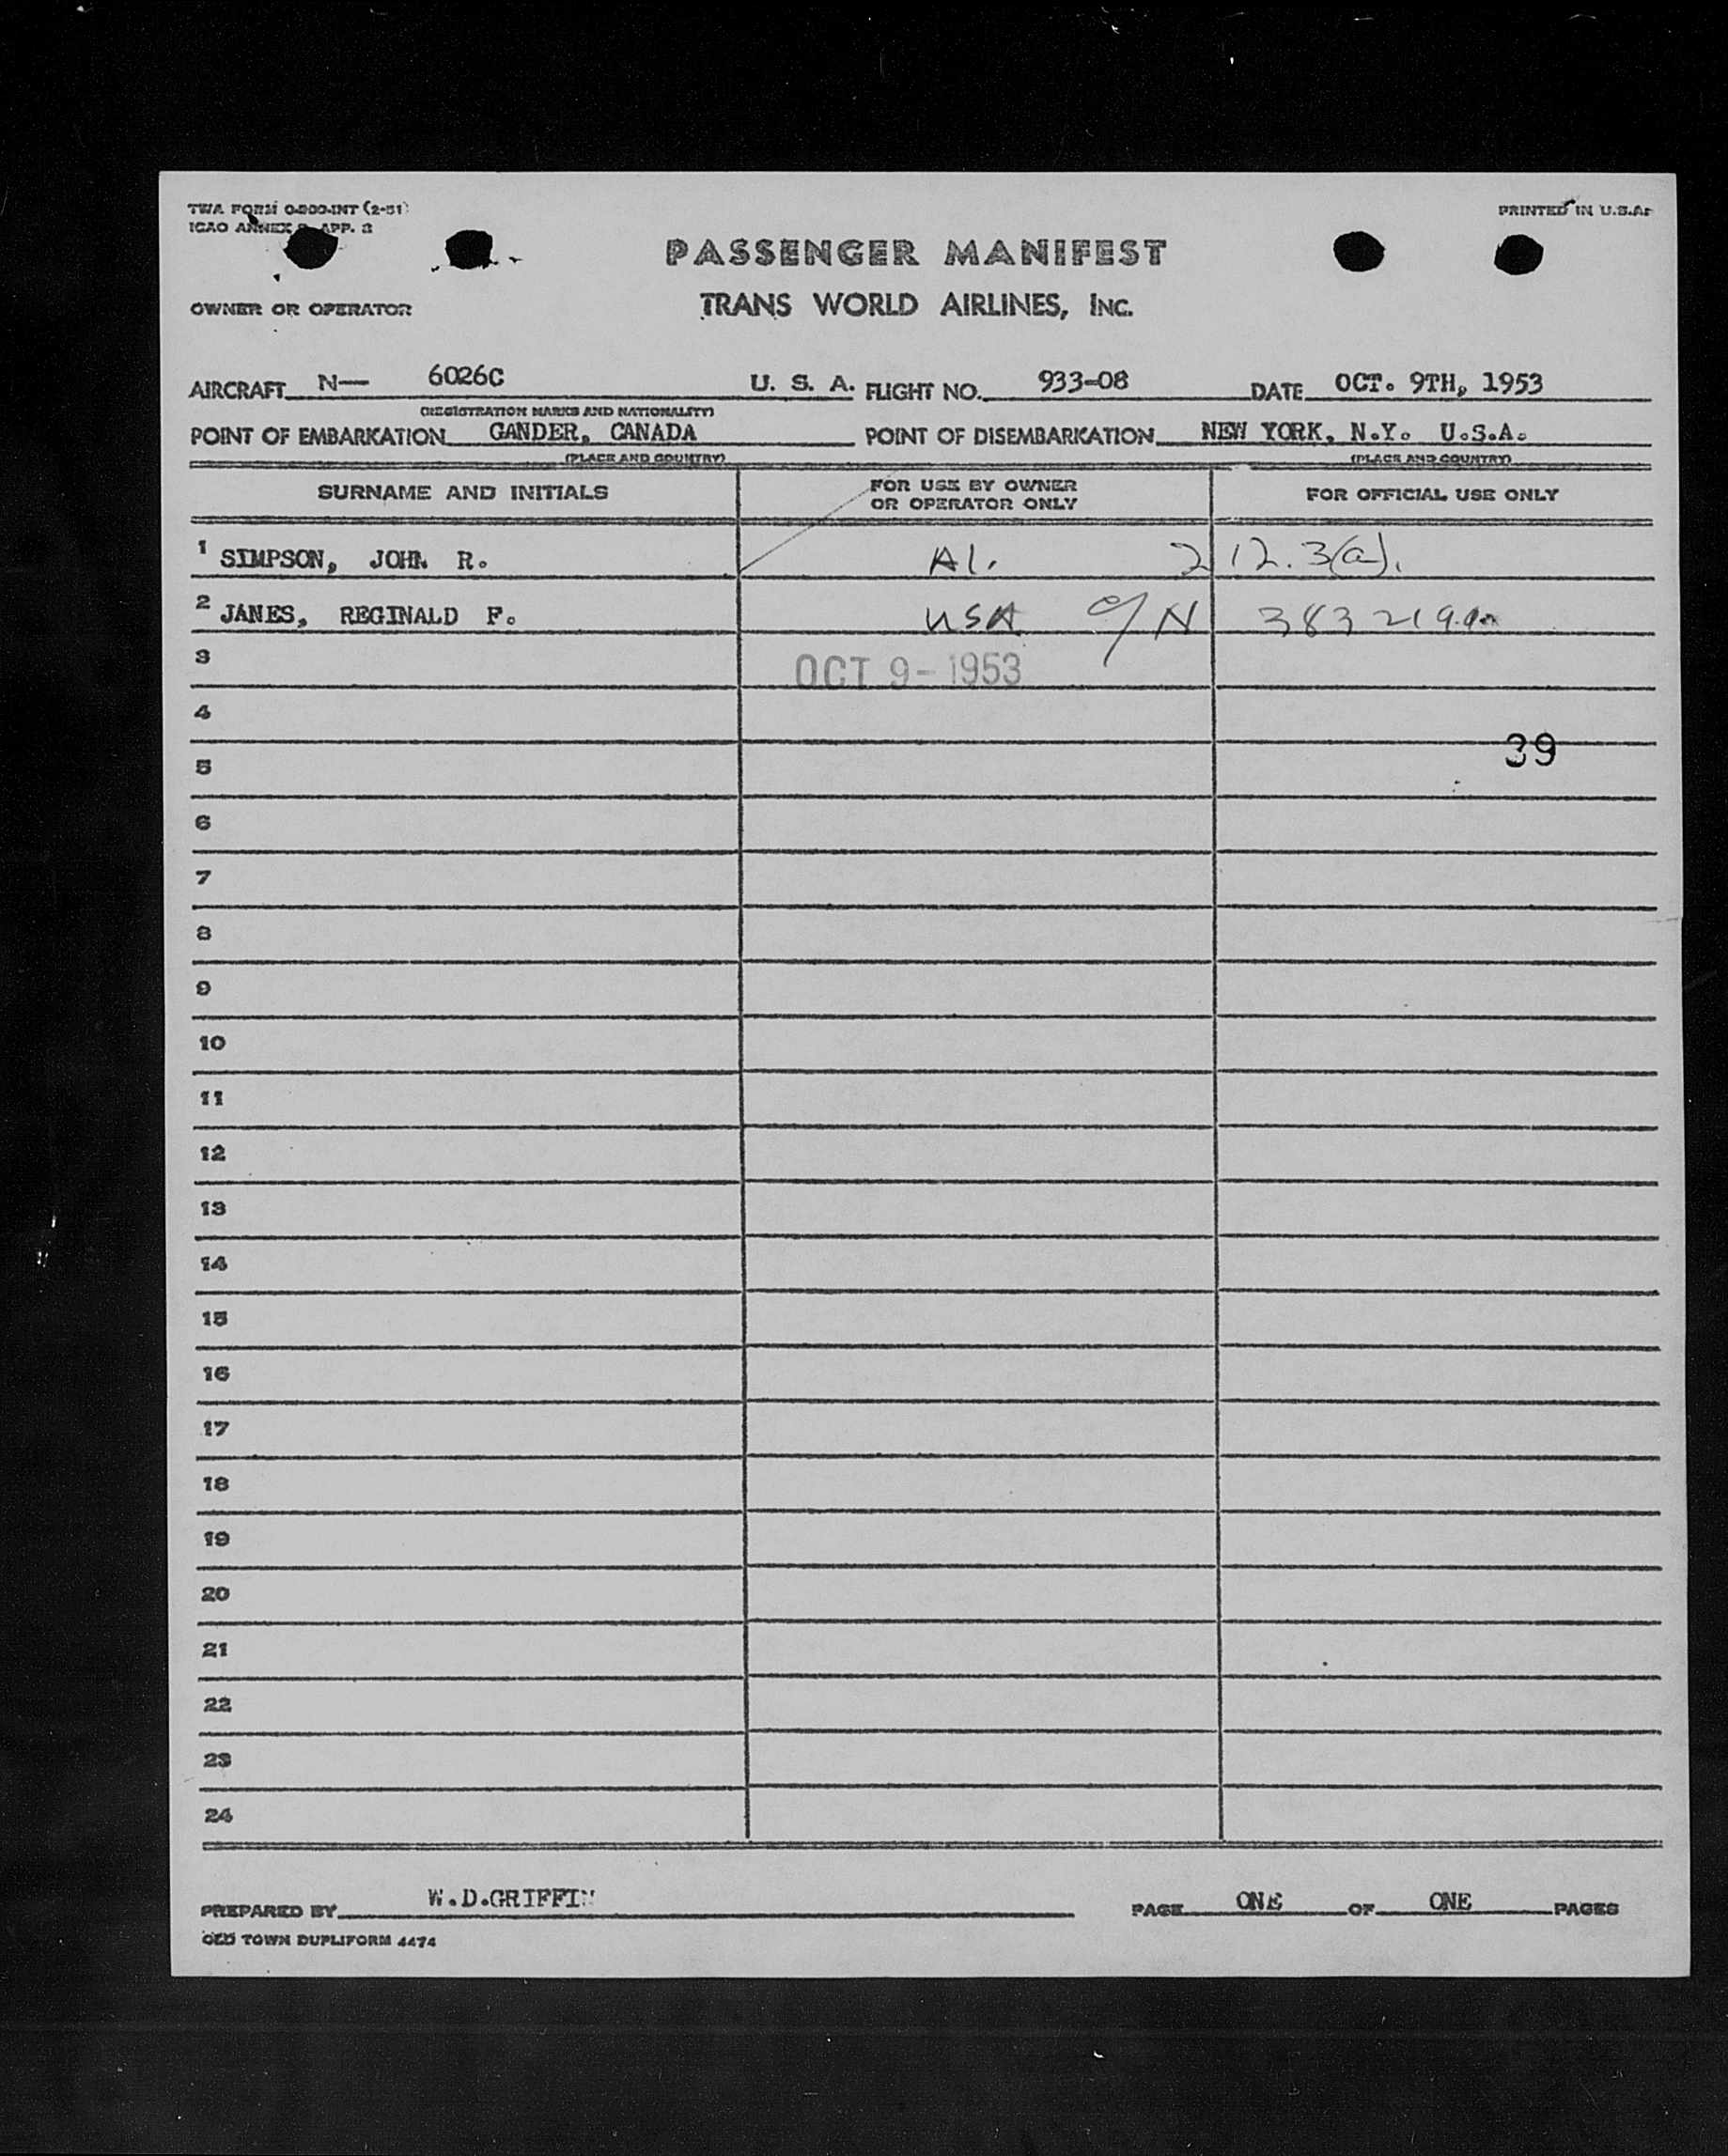 TWA FORM 0-200-INT (2-51)
PRINTED IN U.S.A.
ICAO ANNEX APP. 3
PASSENGER MANIFEST
OWNER OR OPERATOR TRANS WORLD AIRLINES, INC.
AIRCRAFT N— 6026C U. S. A. FLIGHT NO. 933-08 DATE OCT. 9TH, 1953
(REGISTRATION MARKS AND NATIONALITY)
POINT OF EMBARKATION GANDER, CANADA POINT OF DISEMBARKATION NEW YORK, N.Y. U.S.A.
(PLACE AND COUNTRY) (PLACE AND COUNTRY)
SURNAME AND INITIALS FOR USE BY OWNER OR OPERATOR ONLY FOR OFFICIAL USE ONLY
1 SIMPSON, JOHN R. Al. 212.3(a).
2 JANES, REGINALD F. USA C/N
3 OCT 9-1953
4
39
5
6
7
8
9
10
11
12
13
14
15
16
17
18
19
20
21
22
23
24
PREPARED BY W.D.GRIFFIN PAGE ONE OF ONE PAGES
OLD TOWN DUPLIFORM 4474